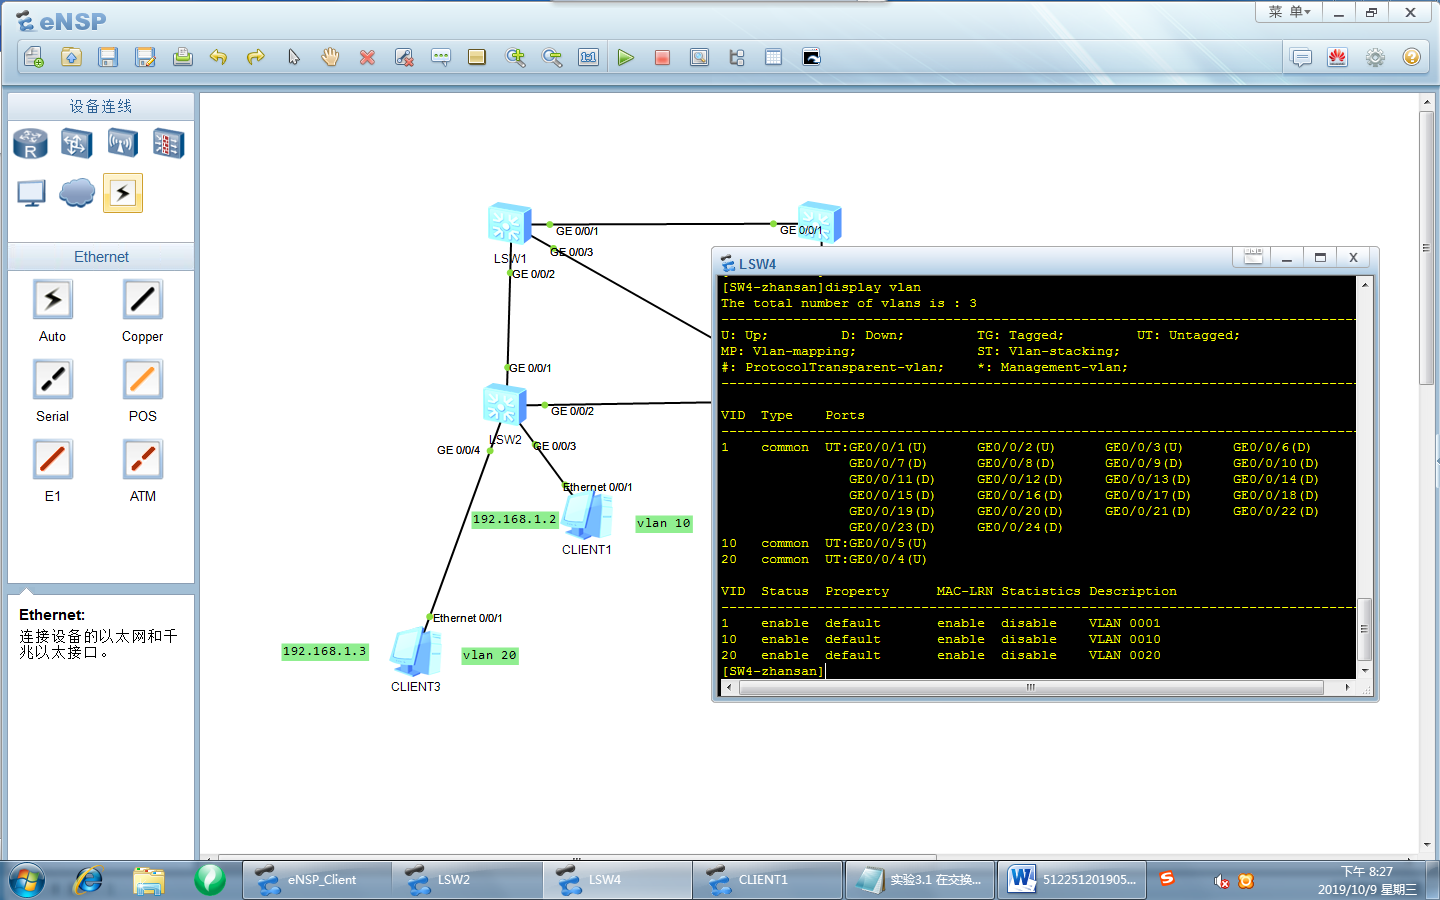 eNSP
菜 单
设备连线
Ethernet
Auto
Copper
Serial
POS
E1
ATM
Ethernet:
连接设备的以太网和千
兆以太接口。
GE 0/0/1
GE 0/0/1
GE 0/0/3
LSW1
GE 0/0/2
GE 0/0/1
GE 0/0/2
LSW2
GE 0/0/3
GE 0/0/4
Ethernet 0/0/1
192.168.1.2
vlan 10
CLIENT1
Ethernet 0/0/1
192.168.1.3
vlan 20
CLIENT3
LSW4
[SW4-zhansan]display vlan
The total number of vlans is : 3
U: Up; D: Down; TG: Tagged; UT: Untagged;
MP: Vlan-mapping; ST: Vlan-stacking;
#: ProtocolTransparent-vlan; *: Management-vlan;
VID Type Ports
1 common UT:GE0/0/1(U) GE0/0/2(U) GE0/0/3(U) GE0/0/6(D)
GE0/0/7(D) GE0/0/8(D) GE0/0/9(D) GE0/0/10(D)
GE0/0/11(D) GE0/0/12(D) GE0/0/13(D) GE0/0/14(D)
GE0/0/15(D) GE0/0/16(D) GE0/0/17(D) GE0/0/18(D)
GE0/0/19(D) GE0/0/20(D) GE0/0/21(D) GE0/0/22(D)
GE0/0/23(D) GE0/0/24(D)
10 common UT:GE0/0/5(U)
20 common UT:GE0/0/4(U)
VID Status Property MAC-LRN Statistics Description
1 enable default enable disable VLAN 0001
10 enable default enable disable VLAN 0010
20 enable default enable disable VLAN 0020
[SW4-zhansan]
eNSP_Client
LSW2
LSW4
CLIENT1
实验3.1 在交换...
512251201905...
下午 8:27
2019/10/9 星期三